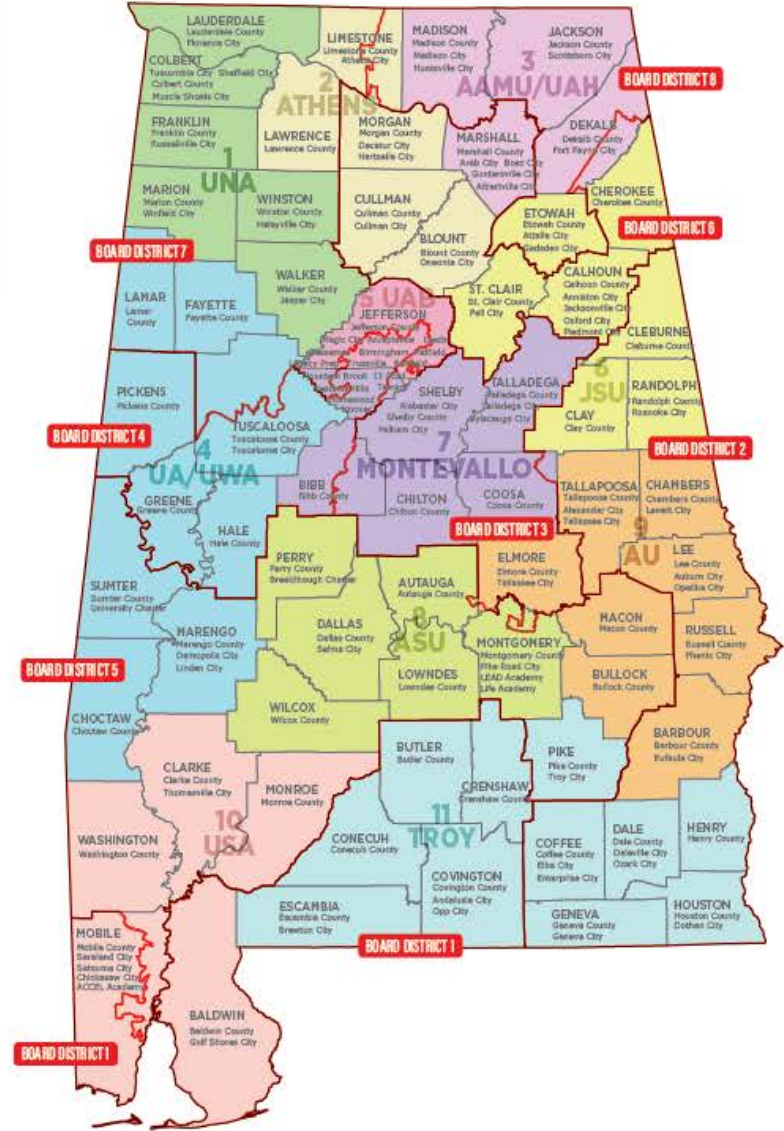 LAUDERDALE
Lauderdale County
Florence City
LIMESTONE
Limestone County
Athens City
MADISON
Madison County
Madison City
Huntsville City
JACKSON
Jackson County
Scottsboro City
COLBERT
Tuscumbia City Sheffield City
Colbert County
Muscle Shoals City
2
ATHENS
3
AAMU/UAH
BOARD DISTRICT 8
FRANKLIN
Franklin County
Russellville City
LAWRENCE
Lawrence County
MORGAN
Morgan County
Decatur City
Hartselle City
MARSHALL
Marshall County
Arab City Boaz City
Guntersville City
Albertville City
DEKALB
Dekalb County
Fort Payne City
1
UNA
MARION
Marion County
Winfield City
WINSTON
Winston County
Haleyville City
CULLMAN
Cullman County
Cullman City
BLOUNT
Blount County
Oneonta City
ETOWAH
Etowah County
Attalla City
Gadsden City
CHEROKEE
Cherokee County
BOARD DISTRICT 6
BOARD DISTRICT 7
WALKER
Walker County
Jasper City
LAMAR
Lamar
County
FAYETTE
Fayette County
5 UAB
JEFFERSON
Jefferson County
Magic City Acceptance
Birmingham
ST. CLAIR
St. Clair County
Pell City
CALHOUN
Calhoun County
Anniston City
Jacksonville City
Oxford City
Piedmont City
CLEBURNE
Cleburne County
PICKENS
Pickens County
BOARD DISTRICT 4
TUSCALOOSA
Tuscaloosa County
Tuscaloosa City
4
UA/UWA
SHELBY
Alabaster City
Shelby County
Pelham City
TALLADEGA
Talladega County
Talladega City
Sylacauga City
6
JSU
CLAY
Clay County
RANDOLPH
Randolph County
Roanoke City
BOARD DISTRICT 2
7
MONTEVALLO
BIBB
Bibb County
CHILTON
Chilton County
COOSA
Coosa County
BOARD DISTRICT 3
TALLAPOOSA
Tallapoosa County
Alexander City
Tallassee City
CHAMBERS
Chambers County
Lanett City
GREENE
Greene County
HALE
Hale County
9
AU
LEE
Lee County
Auburn City
Opelika City
PERRY
Perry County
Breakthough Charter
AUTAUGA
Autauga County
ELMORE
Elmore County
Tallassee City
SUMTER
Sumter County
University Charter
MARENGO
Marengo County
Demopolis City
Linden City
DALLAS
Dallas County
Selma City
8
ASU
MONTGOMERY
Montgomery County
Pike Road City
LEAD Academy
Life Academy
MACON
Macon County
RUSSELL
Russell County
Phenix City
BOARD DISTRICT 5
LOWNDES
Lowndes County
BULLOCK
Bullock County
CHOCTAW
Choctaw County
WILCOX
Wilcox County
BARBOUR
Barbour County
Eufaula City
CLARKE
Clarke County
Thomasville City
MONROE
Monroe County
BUTLER
Butler County
CRENSHAW
Crenshaw County
PIKE
Pike County
Troy City
10
USA
11
TROY
WASHINGTON
Washington County
CONECUH
Conecuh County
COVINGTON
Covington County
Andalusia City
Opp City
COFFEE
Coffee County
Elba City
Enterprise City
DALE
Dale County
Daleville City
Ozark City
HENRY
Henry County
ESCAMBIA
Escambia County
Brewton City
GENEVA
Geneva County
Geneva City
HOUSTON
Houston County
Dothan City
BOARD DISTRICT 1
MOBILE
Mobile County
Saraland City
Satsuma City
Chickasaw City
ACCEL Academy
BALDWIN
Baldwin County
Gulf Shores City
BOARD DISTRICT 1